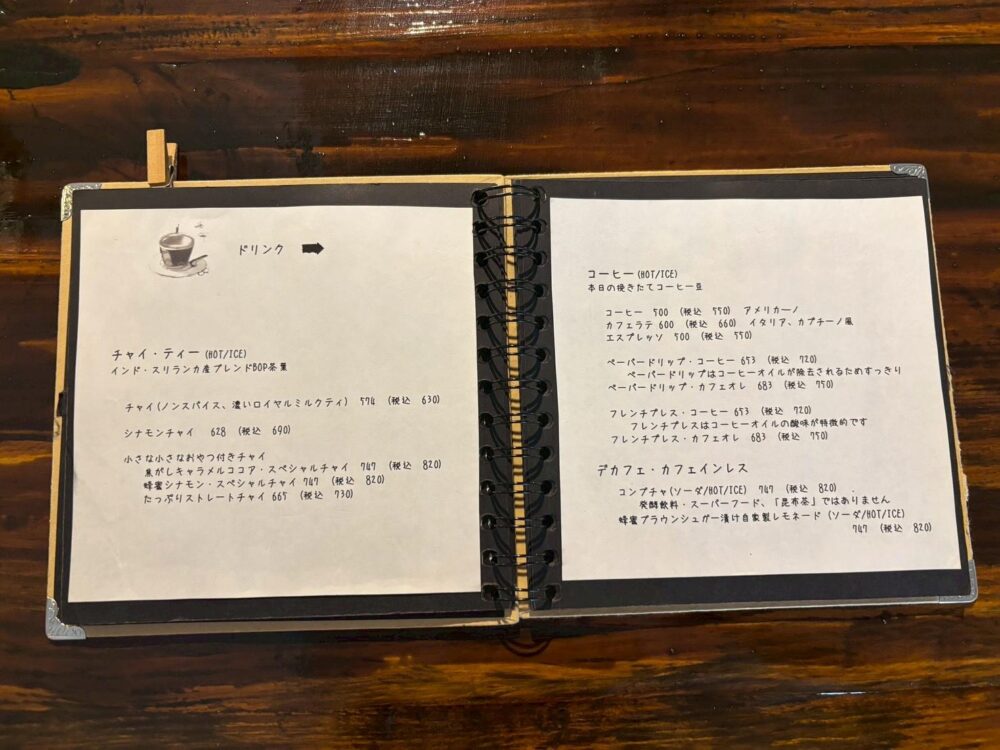 ドリンク
チャイ・ティー(HOT/ICE)
インド・スリランカ産ブレンドBOP茶葉
チャイ(ノンスパイス、濃いロイヤルミルクティ) 574 (税込 630)
シナモンチャイ 628 (税込 690)
小さな小さなおやつ付きチャイ
焦がしキャラメルココア・スペシャルチャイ 747 (税込 820)
蜂蜜シナモン・スペシャルチャイ 747 (税込 820)
たっぷりストレートチャイ 665 (税込 730)
コーヒー(HOT/ICE)
本日の挽きたてコーヒー豆
コーヒー 500 (税込 550) アメリカーノ
カフェラテ 600 (税込 660) イタリア、カプチーノ風
エスプレッソ 500 (税込 550)
ペーパードリップ・コーヒー 653 (税込 720)
ペーパードリップはコーヒーオイルが除去されるためすっきり
ペーパードリップ・カフェオレ 683 (税込 750)
フレンチプレス・コーヒー 653 (税込 720)
フレンチプレスはコーヒーオイルの酸味が特徴的です
フレンチプレス・カフェオレ 683 (税込 750)
デカフェ・カフェインレス
コンブチャ(ソーダ/HOT/ICE) 747 (税込 820)
発酵飲料・スーパーフード、「昆布茶」ではありません
蜂蜜ブラウンシュガー漬け自家製レモネード (ソーダ/HOT/ICE)
747 (税込 820)